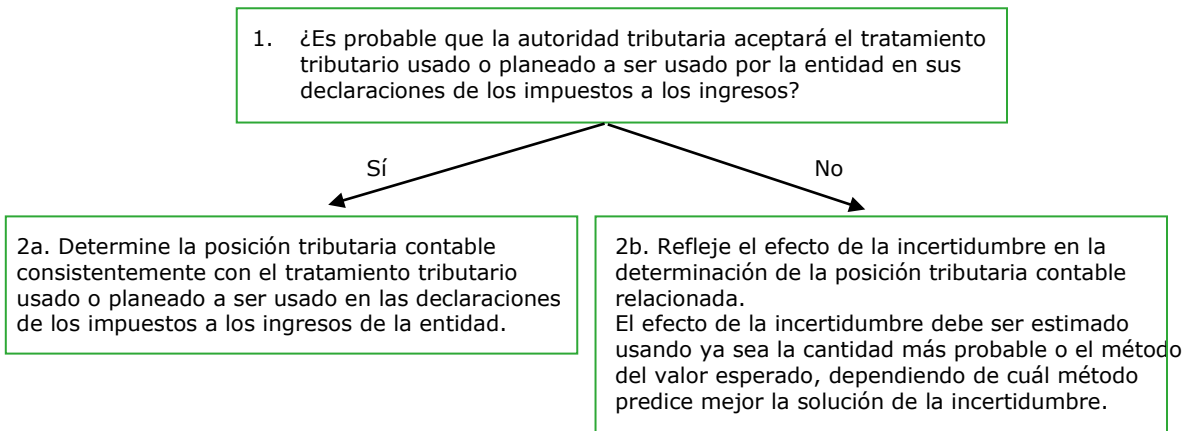 1. ¿Es probable que la autoridad tributaria aceptará el tratamiento
tributario usado o planeado a ser usado por la entidad en sus
declaraciones de los impuestos a los ingresos?
Sí
No
2a. Determine la posición tributaria contable
consistentemente con el tratamiento tributario
usado o planeado a ser usado en las declaraciones
de los impuestos a los ingresos de la entidad.
2b. Refleje el efecto de la incertidumbre en la
determinación de la posición tributaria contable
relacionada.
El efecto de la incertidumbre debe ser estimado
usando ya sea la cantidad más probable o el método
del valor esperado, dependiendo de cuál método
predice mejor la solución de la incertidumbre.